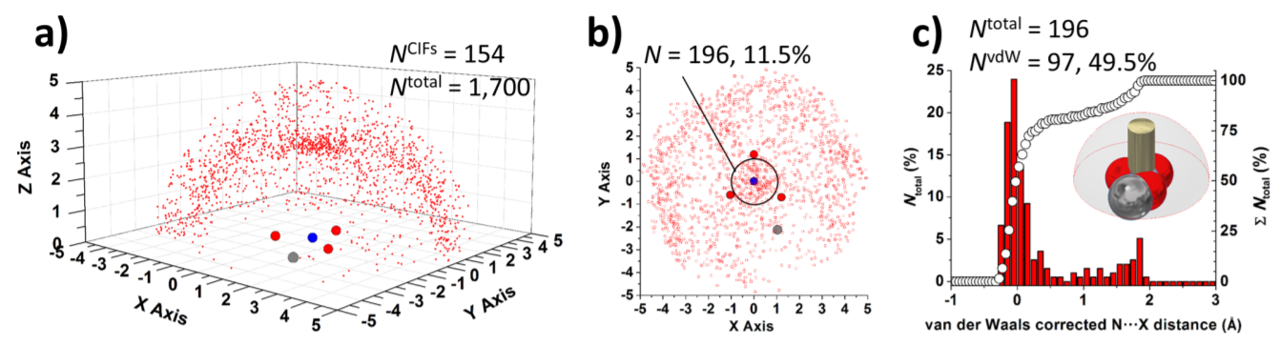 a)
N^CIFs = 154
N^total = 1,700
5
4
3
2
1
0
Z Axis
-5 -4 -3 -2 -1 0 1 2 3 4 5
X Axis
-5 -4 -3 -2 -1 0 1 2 3 4 5
Y Axis
b)
N = 196, 11.5%
5
4
3
2
1
0
-1
-2
-3
-4
-5
Y Axis
-5 -4 -3 -2 -1 0 1 2 3 4 5
X Axis
c)
N^total = 196
N^vdW = 97, 49.5%
25
20
15
10
5
0
N_total (%)
100
75
50
25
0
Σ N_total (%)
-1 0 1 2 3
van der Waals corrected N⋯X distance (Å)